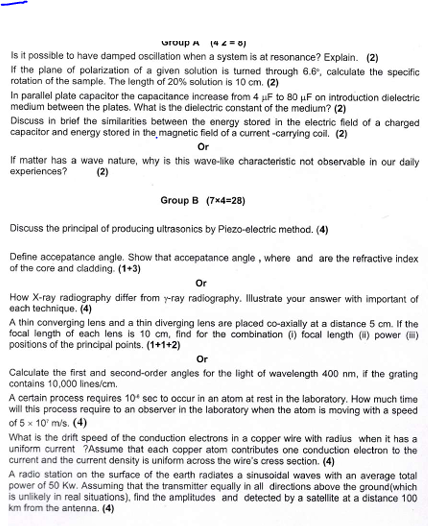 Group A (4 2 = 8)
Is it possible to have damped oscillation when a system is at resonance? Explain. (2)
If the plane of polarization of a given solution is turned through 6.6°, calculate the specific
rotation of the sample. The length of 20% solution is 10 cm. (2)
In parallel plate capacitor the capacitance increase from 4 μF to 80 μF on introduction dielectric
medium between the plates. What is the dielectric constant of the medium? (2)
Discuss in brief the similarities between the energy stored in the electric field of a charged
capacitor and energy stored in the magnetic field of a current -carrying coil. (2)
Or
If matter has a wave nature, why is this wave-like characteristic not observable in our daily
experiences? (2)
Group B (7×4=28)
Discuss the principal of producing ultrasonics by Piezo-electric method. (4)
Define accepatance angle. Show that accepatance angle , where and are the refractive index
of the core and cladding. (1+3)
Or
How X-ray radiography differ from γ-ray radiography. Illustrate your answer with important of
each technique. (4)
A thin converging lens and a thin diverging lens are placed co-axially at a distance 5 cm. If the
focal length of each lens is 10 cm, find for the combination (i) focal length (ii) power (iii)
positions of the principal points. (1+1+2)
Or
Calculate the first and second-order angles for the light of wavelength 400 nm, if the grating
contains 10,000 lines/cm.
A certain process requires 10⁻⁶ sec to occur in an atom at rest in the laboratory. How much time
will this process require to an observer in the laboratory when the atom is moving with a speed
of 5 × 10⁷ m/s. (4)
What is the drift speed of the conduction electrons in a copper wire with radius when it has a
uniform current ?Assume that each copper atom contributes one conduction electron to the
current and the current density is uniform across the wire's cress section. (4)
A radio station on the surface of the earth radiates a sinusoidal waves with an average total
power of 50 Kw. Assuming that the transmitter equally in all directions above the ground(which
is unlikely in real situations), find the amplitudes and detected by a satellite at a distance 100
km from the antenna. (4)